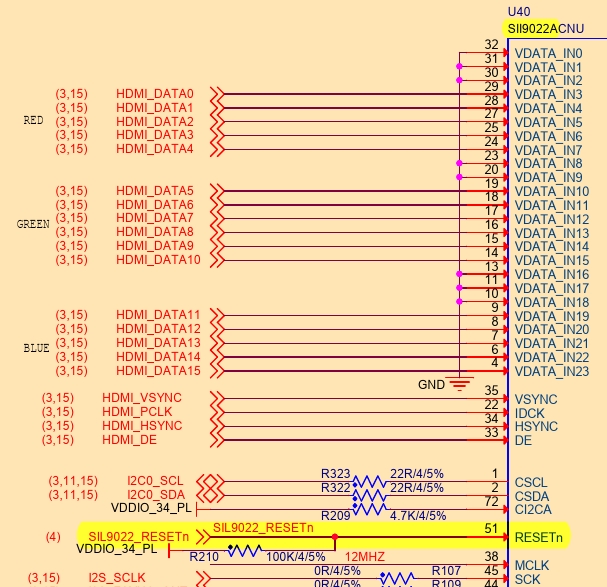 U40
SII9022ACNU
32 VDATA_IN0
31 VDATA_IN1
30 VDATA_IN2
(3,15) HDMI_DATA0 29 VDATA_IN3
(3,15) HDMI_DATA1 28 VDATA_IN4
RED (3,15) HDMI_DATA2 27 VDATA_IN5
(3,15) HDMI_DATA3 25 VDATA_IN6
(3,15) HDMI_DATA4 24 VDATA_IN7
23 VDATA_IN8
20 VDATA_IN9
(3,15) HDMI_DATA5 19 VDATA_IN10
(3,15) HDMI_DATA6 18 VDATA_IN11
GREEN (3,15) HDMI_DATA7 17 VDATA_IN12
(3,15) HDMI_DATA8 16 VDATA_IN13
(3,15) HDMI_DATA9 15 VDATA_IN14
(3,15) HDMI_DATA10 14 VDATA_IN15
13 VDATA_IN16
11 VDATA_IN17
10 VDATA_IN18
(3,15) HDMI_DATA11 9 VDATA_IN19
(3,15) HDMI_DATA12 8 VDATA_IN20
BLUE (3,15) HDMI_DATA13 7 VDATA_IN21
(3,15) HDMI_DATA14 6 VDATA_IN22
(3,15) HDMI_DATA15 4 VDATA_IN23
GND
(3,15) HDMI_VSYNC 35 VSYNC
(3,15) HDMI_PCLK 22 IDCK
(3,15) HDMI_HSYNC 34 HSYNC
(3,15) HDMI_DE 33 DE
(3,11,15) I2C0_SCL R323 22R/4/5% 1 CSCL
(3,11,15) I2C0_SDA R322 22R/4/5% 2 CSDA
VDDIO_34_PL R209 4.7K/4/5% 72 CI2CA
(4) SIL9022_RESETn SIL9022_RESETn 51 RESETn
VDDIO_34_PL R210 100K/4/5% 12MHZ
38 MCLK
(3,15) I2S_SCLK 0R/4/5% R107 45 SCK
0R/4/5% R109 44